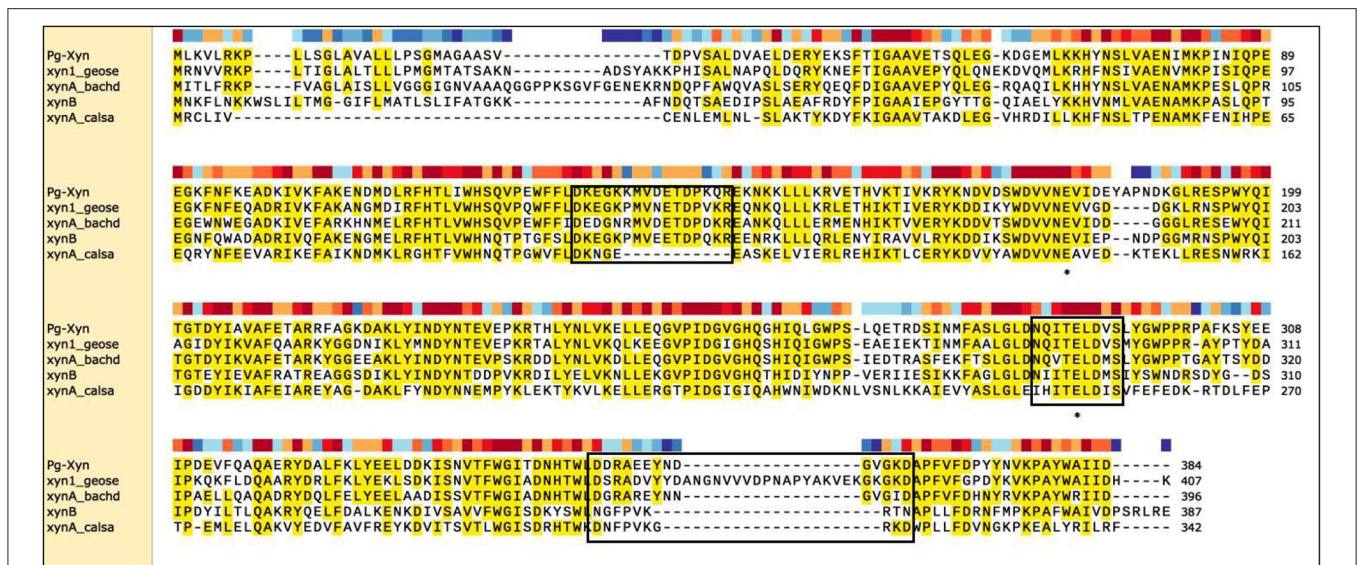 Pg-Xyn MLKVLRKP----LLSGLAVALLLPSGMAGAASV---------------TDPVSALDVAELDERYEKSFTIGAAVETSQLEG-KDGEMLKKHYNSLVAENIMKPINIQPE 89
xyn1_geose MRNVVRKP----LTIGLALTLLLPMGMTATSAKN---------ADSYAKKPHISALNAPQLDQRYKNEFTIGAAVEPYQLQNEKDVQMLKRHFNSIVAENVMKPISIQPE 97
xynA_bachd MITLFRKP----FVAGLAISLLVGGGIGNVAAAQGGPPKSGVFGENEKRNDQPFAWQVASLSERYQEQFDIGAAVEPYQLEG-RQAQILKHHYNSLVAENAMKPESLQPR 105
xynB MNKFLNKKWSLILTMG-GIFLMATLSLIFATGKK---------AFNDQTSAEDIPSLAEAFRDYFPIGAAIEPGYTTG-QIAELYKKHVNMLVAENAMKPASLQPT 95
xynA_calsa MRCLIV--------------------------------CENLEMLNL-SLAKTYKDYFKIGAAVTAKDLEG-VHRDILLKHFNSLTPENAMKFENIHPE 65
Pg-Xyn EGKFNFKEADKIVKFAKENDMDLRFHTLIWHSQVPEWFFLDKEGKKMVDETDPKQREKNKKLLLKRVETHVKTIVKRYKNDVDSWDVVNEVIDEYAPNDKGLRESPWYQI 199
xyn1_geose EGKFNFEQADRIVKFAKANGMDIRFHTLVWHSQVPQWFFLDKEGKPMVNETDPVKREQNKQLLLKRLETHIKTIVERYKDDIKYWDVVNEVVGD----DGKLRNSPWYQI 203
xynA_bachd EGEWNWEGADKIVEFARKHNMELRFHTLVWHSQVPEWFFIDEDGNRMVDETDPDKREANKQLLLERMENHIKTVVERYKDDVTSWDVVNEVIDD----GGGLRESEWYQI 211
xynB EGNFQWADADRIVQFAKENGMELRFHTLVWHNQTPTGFSLDKEGKPMVEETDPQKREENRKLLLQRLENYIRAVVLRYKDDIKSWDVVNEVIEP--NDPGGMRNSPWYQI 203
xynA_calsa EQRYNFEEVARIKEFAIKNDMKLRGHTFVWHNQTPGWVFLDKNGE-----------EASKELVIERLREHIKTLCERYKDVVYAWDVVNEAVED--KTEKLLRESNWRKI 162
*
Pg-Xyn TGTDYIAVAFETARRFAGKDAKLYINDYNTEVEPKRTHLYNLVKELLEQGVPIDGVGHQGHIQLGWPS-LQETRDSINMFASLGLDNQITELDVSLYGWPPRPAFKSYEE 308
xyn1_geose AGIDYIKVAFQAARKYGGDNIKLYMNDYNTEVEPKRTALYNLVKQLKEEGVPIDGIGHQSHIQIGWPS-EAEIEKTINMFAALGLDNQITELDVSMYGWPPR-AYPTYDA 311
xynA_bachd TGTDYIKVAFETARKYGGEEAKLYINDYNTEVPSKRDDLYNLVKDLLEQGVPIDGVGHQSHIQIGWPS-IEDTRASFEKFTSLGLDNQVTELDMSLYGWPPTGAYTSYDD 320
xynB TGTEYIEVAFRATREAGGSDIKLYINDYNTDDPVKRDILYELVKNLLEKGVPIDGVGHQTHIDIYNPP-VERIIESIKKFAGLGLDNIITELDMSIYSWNDRSDYG--DS 310
xynA_calsa IGDDYIKIAFEIAREYAG-DAKLFYNDYNNEMPYKLEKTYKVLKELLERGTPIDGIGIQAHWNIWDKNLVSNLKKAIEVYASLGLEIHITELDISVFEFEDK-RTDLFEP 270
*
Pg-Xyn IPDEVFQAQAERYDALFKLYEELDDKISNVTFWGITDNHTWLDDRAEEYND------------------GVGKDAPFVFDPYYNVKPAYWAIID------ 384
xyn1_geose IPKQKFLDQAARYDRLFKLYEKLSDKISNVTFWGIADNHTWLDSRADVYYDANGNVVVDPNAPYAKVEKGKGKDAPFVFGPDYKVKPAYWAIIDH----K 407
xynA_bachd IPAELLQAQADRYDQLFELYEELAADISSVTFWGIADNHTWLDGRAREYNN------------------GVGIDAPFVFDHNYRVKPAYWRIID------ 396
xynB IPDYILTLQAKRYQELFDALKENKDIVSAVVFWGISDKYSWLNGFPVK---------------------RTNAPLLFDRNFMPKPAFWAIVDPSRLRE 387
xynA_calsa TP-EMLELQAKVYEDVFAVFREYKDVITSVTLWGISDRHTWKDNFPVKG----------------------RKDWPLLFDVNGKPKEALYRILRF----- 342